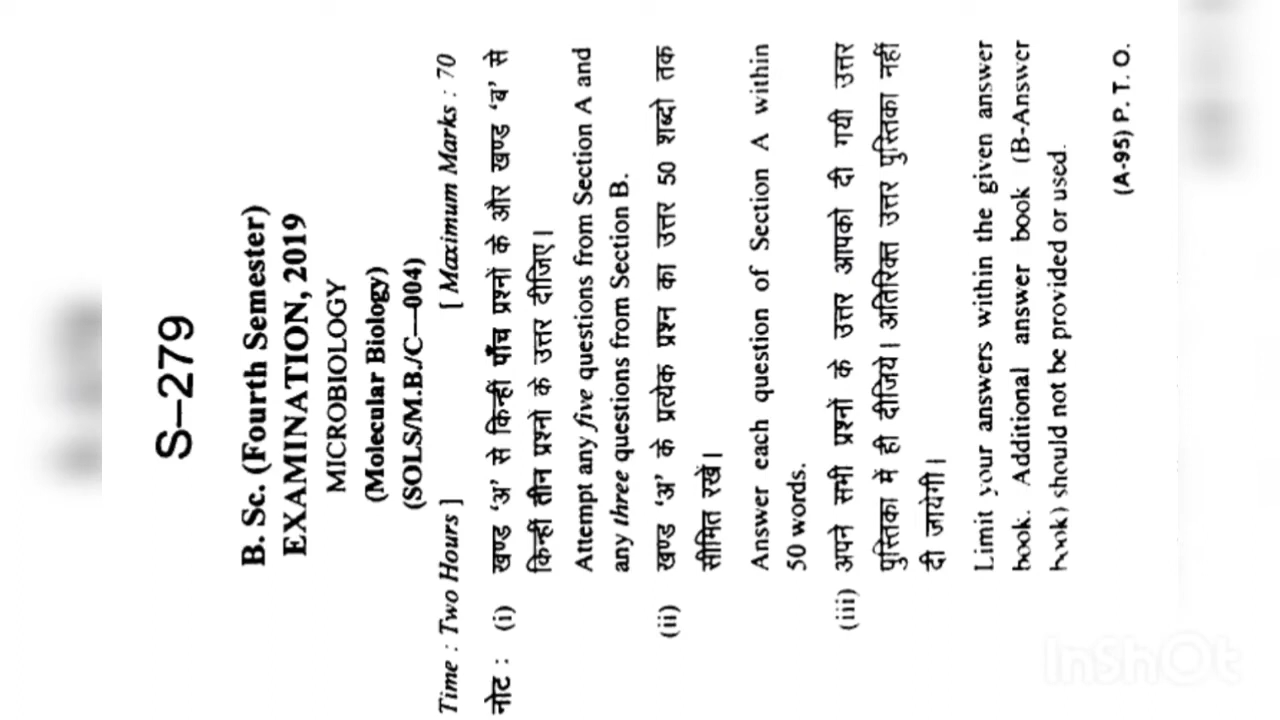 S–279
B. Sc. (Fourth Semester)
EXAMINATION, 2019
MICROBIOLOGY
(Molecular Biology)
(SOLS/M.B./C—004)
Time : Two Hours ] [ Maximum Marks : 70
नोट : (i) खण्ड ‘अ’ से किन्हीं पाँच प्रश्नों के और खण्ड ‘ब’ से
किन्हीं तीन प्रश्नों के उत्तर दीजिए।
Attempt any five questions from Section A and
any three questions from Section B.
(ii) खण्ड ‘अ’ के प्रत्येक प्रश्न का उत्तर 50 शब्दो तक
सीमित रखें।
Answer each question of Section A within
50 words.
(iii) अपने सभी प्रश्नों के उत्तर आपको दी गयी उत्तर
पुस्तिका में ही दीजिये। अतिरिक्त उत्तर पुस्तिका नहीं
दी जायेगी।
Limit your answers within the given answer
book. Additional answer book (B-Answer
book) should not be provided or used.
(A-95) P. T. O.
InShOt